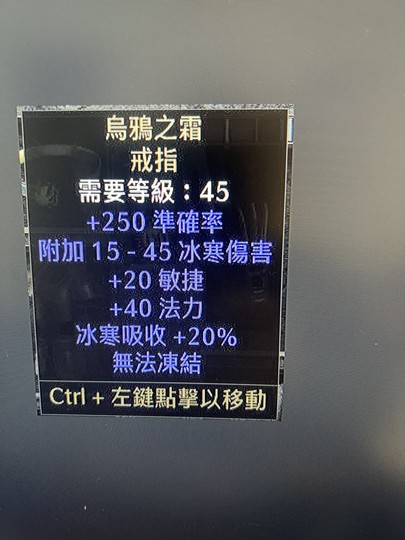 烏鴉之霜
戒指
需要等級：45
+250 準確率
附加 15 - 45 冰寒傷害
+20 敏捷
+40 法力
冰寒吸收 +20%
無法凍結
Ctrl + 左鍵點擊以移動